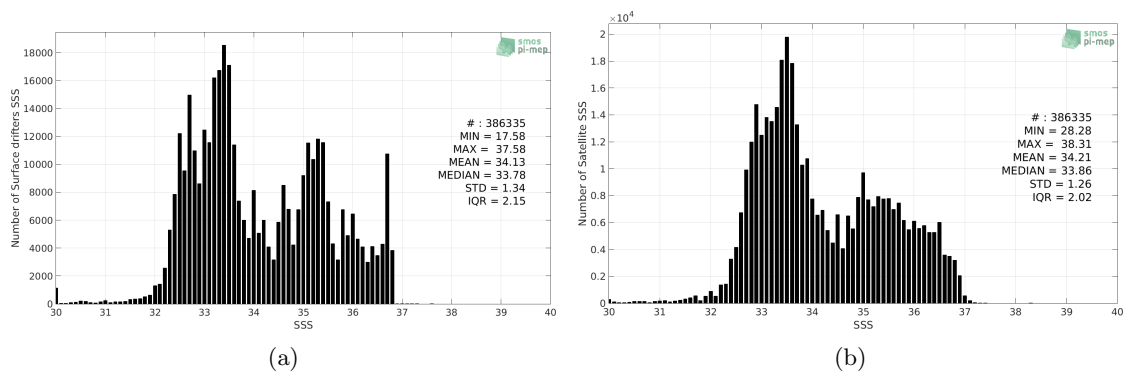 smos
pi-mep
18000
16000
14000
12000
10000
8000
6000
4000
2000
0
Number of Surface drifters SSS
# : 386335
MIN = 17.58
MAX = 37.58
MEAN = 34.13
MEDIAN = 33.78
STD = 1.34
IQR = 2.15
30 31 32 33 34 35 36 37 38 39 40
SSS
(a)
×10⁴
smos
pi-mep
2
1.8
1.6
1.4
1.2
1
0.8
0.6
0.4
0.2
0
Number of Satellite SSS
# : 386335
MIN = 28.28
MAX = 38.31
MEAN = 34.21
MEDIAN = 33.86
STD = 1.26
IQR = 2.02
30 31 32 33 34 35 36 37 38 39 40
SSS
(b)